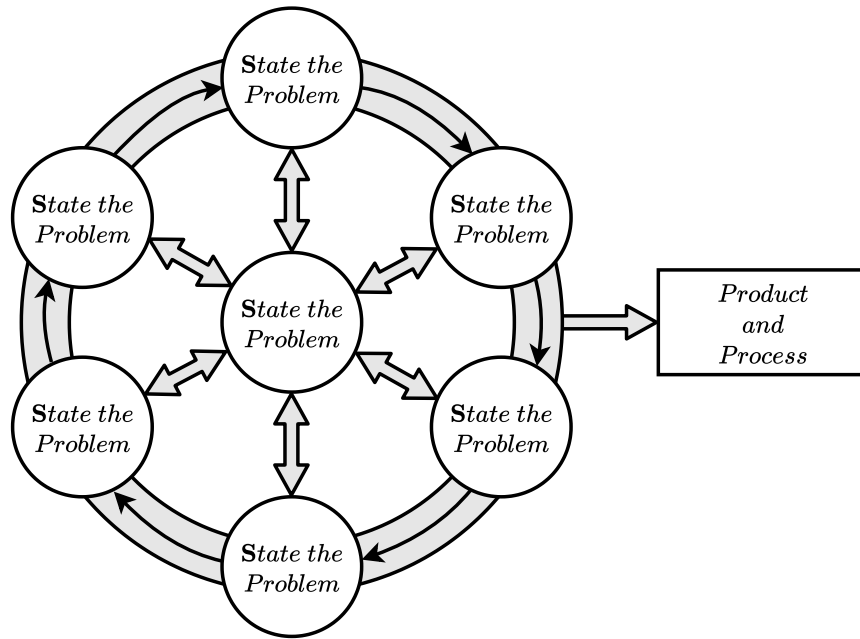 State the
Problem
State the
Problem
State the
Problem
State the
Problem
Product
and
Process
State the
Problem
State the
Problem
State the
Problem